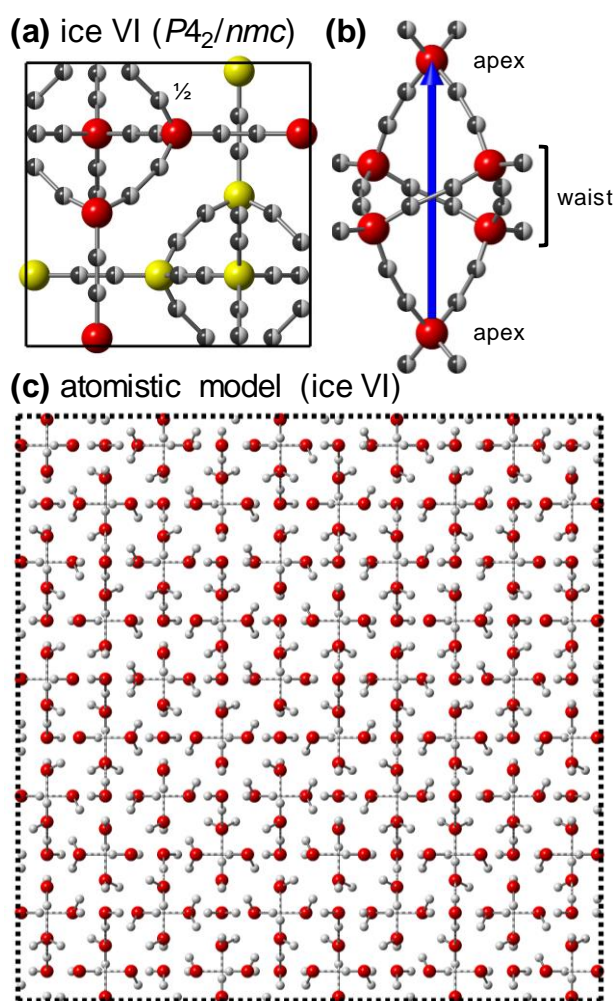 (a) ice VI (P4₂/nmc)
(b)
½
apex
waist
apex
(c) atomistic model (ice VI)